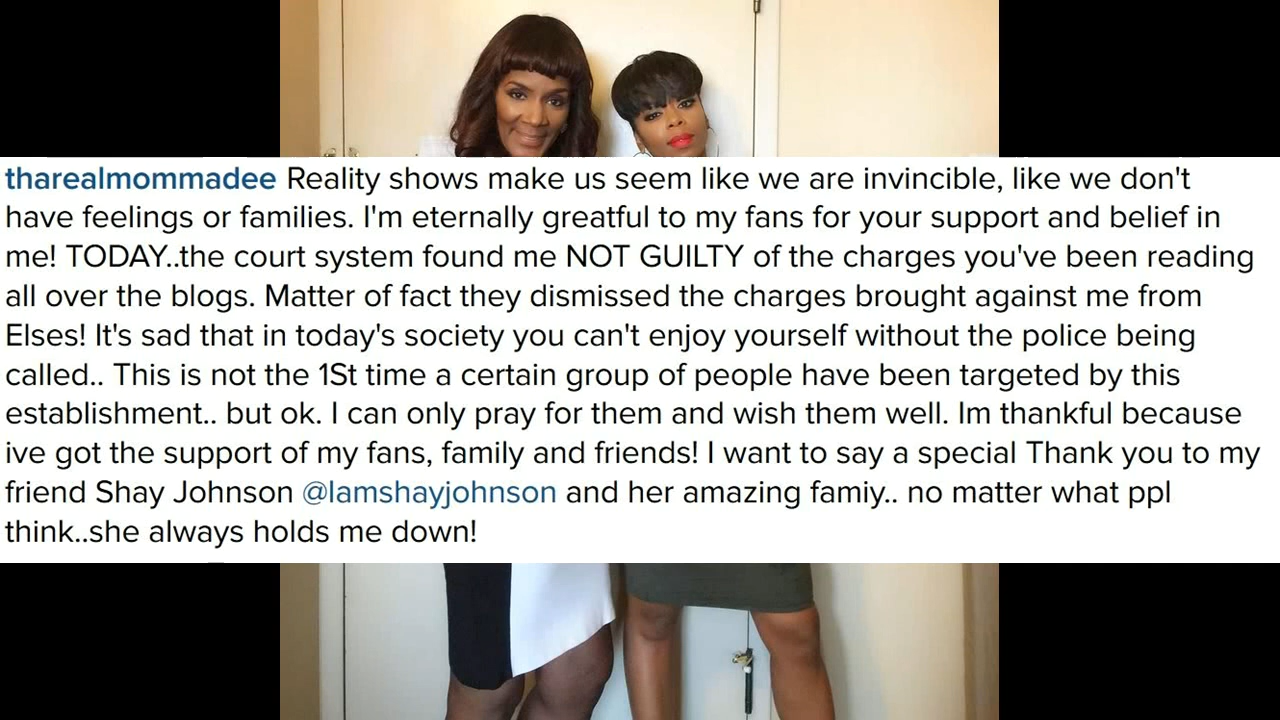 tharealmommadee Reality shows make us seem like we are invincible, like we don't
have feelings or families. I'm eternally greatful to my fans for your support and belief in
me! TODAY..the court system found me NOT GUILTY of the charges you've been reading
all over the blogs. Matter of fact they dismissed the charges brought against me from
Elses! It's sad that in today's society you can't enjoy yourself without the police being
called.. This is not the 1St time a certain group of people have been targeted by this
establishment.. but ok. I can only pray for them and wish them well. Im thankful because
ive got the support of my fans, family and friends! I want to say a special Thank you to my
friend Shay Johnson @Iamshayjohnson and her amazing famiy.. no matter what ppl
think..she always holds me down!